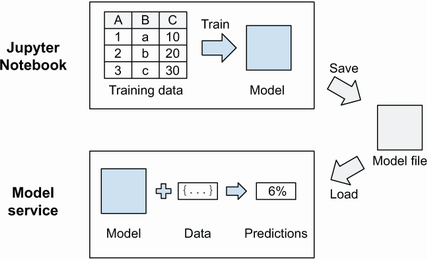 Jupyter
Notebook
A B C
1 a 10
2 b 20
3 c 30
Training data
Train
Model
Save
Model file
Load
Model
service
{...}
6%
Model
Data
Predictions